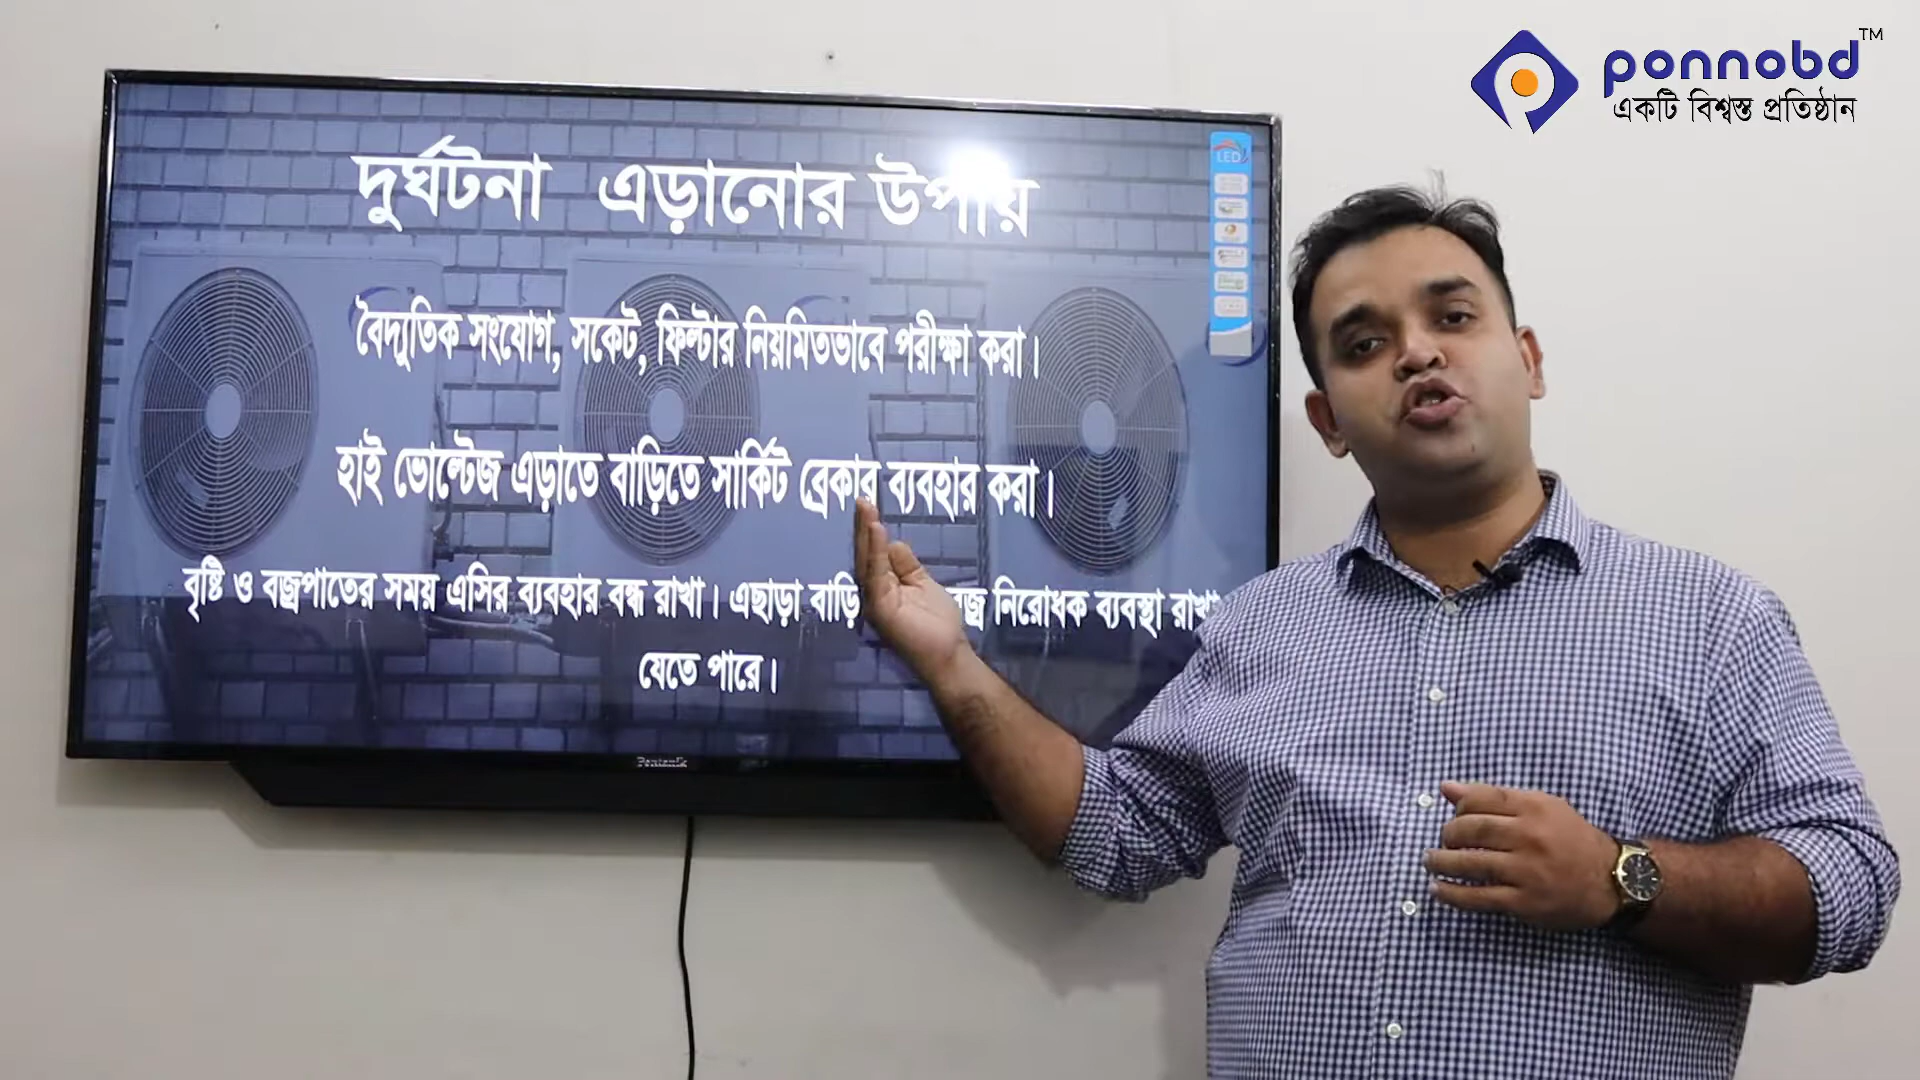 ponnobd™
একটি বিশ্বস্ত প্রতিষ্ঠান
দুর্ঘটনা এড়ানোর উপায়
LED
বৈদ্যুতিক সংযোগ, সকেট, ফিল্টার নিয়মিতভাবে পরীক্ষা করা।
হাই ভোল্টেজ এড়াতে বাড়িতে সার্কিট ব্রেকার ব্যবহার করা।
বৃষ্টি ও বজ্রপাতের সময় এসির ব্যবহার বন্ধ রাখা। এছাড়া নিরোধক ব্যবস্থা
যেতে পারে।
Pentanik